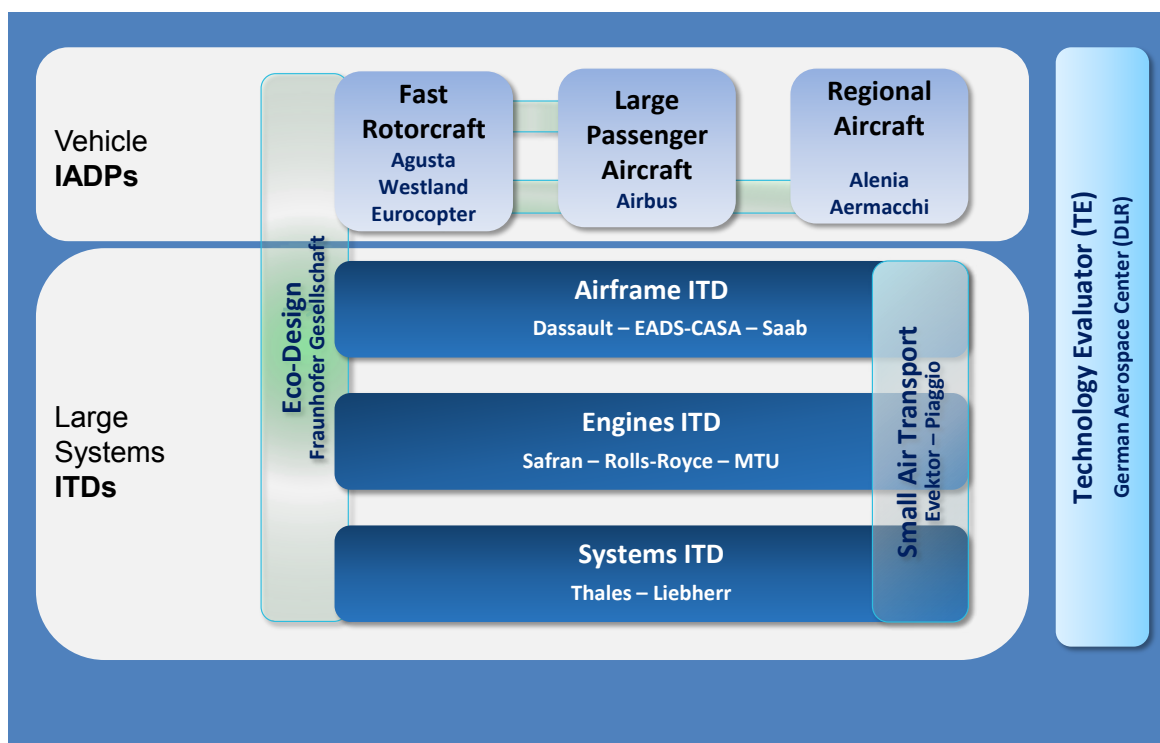 Vehicle
IADPs
Fast
Rotorcraft
Agusta
Westland
Eurocopter
Large
Passenger
Aircraft
Airbus
Regional
Aircraft
Alenia
Aermacchi
Large
Systems
ITDs
Eco-Design
Fraunhofer Gesellschaft
Airframe ITD
Dassault – EADS-CASA – Saab
Engines ITD
Safran – Rolls-Royce – MTU
Systems ITD
Thales – Liebherr
Small Air Transport
Evektor – Piaggio
Technology Evaluator (TE)
German Aerospace Center (DLR)